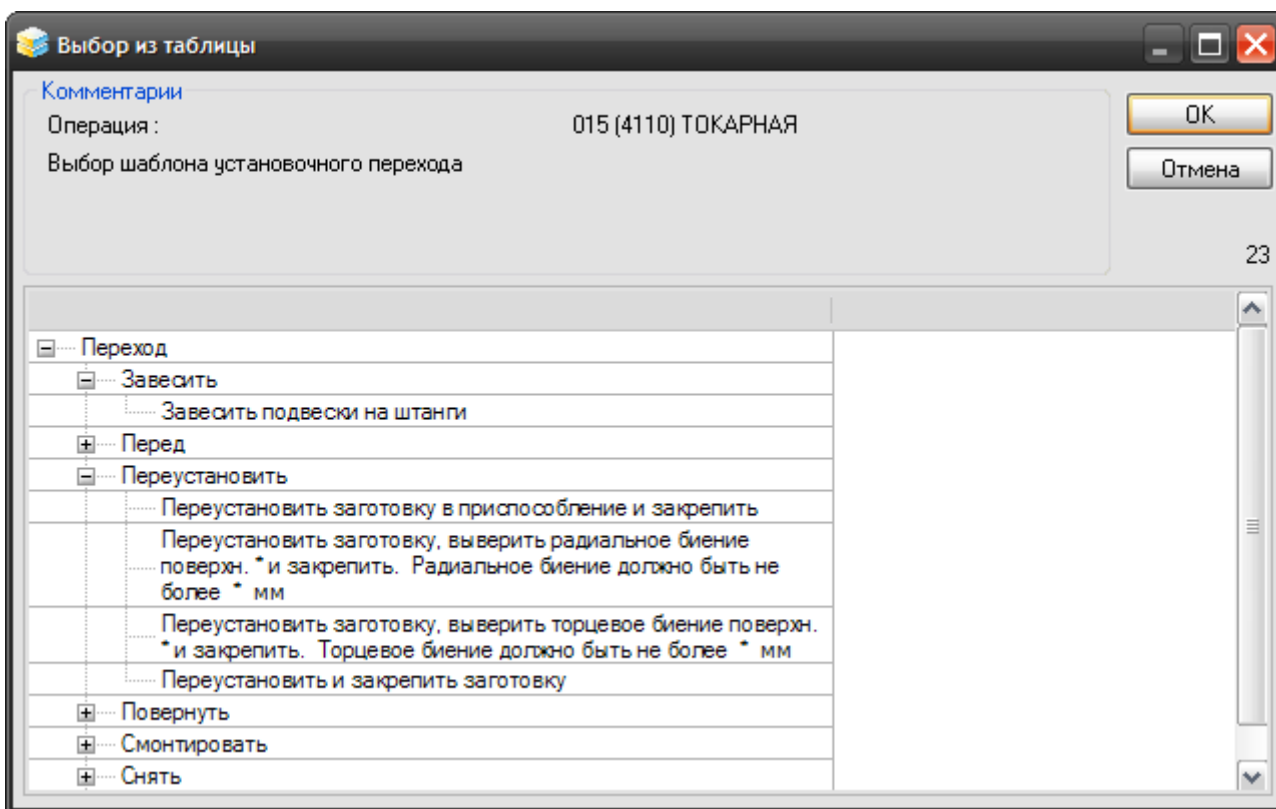 Выбор из таблицы
Комментарии
Операция :
015 (4110) ТОКАРНАЯ
OK
Выбор шаблона установочного перехода
Отмена
23
Переход
Завесить
Завесить подвески на штанги
Перед
Переустановить
Переустановить заготовку в приспособление и закрепить
Переустановить заготовку, выверить радиальное биение
поверхн. * и закрепить. Радиальное биение должно быть не
более * мм
Переустановить заготовку, выверить торцевое биение поверхн.
* и закрепить. Торцевое биение должно быть не более * мм
Переустановить и закрепить заготовку
Повернуть
Смонтировать
Снять